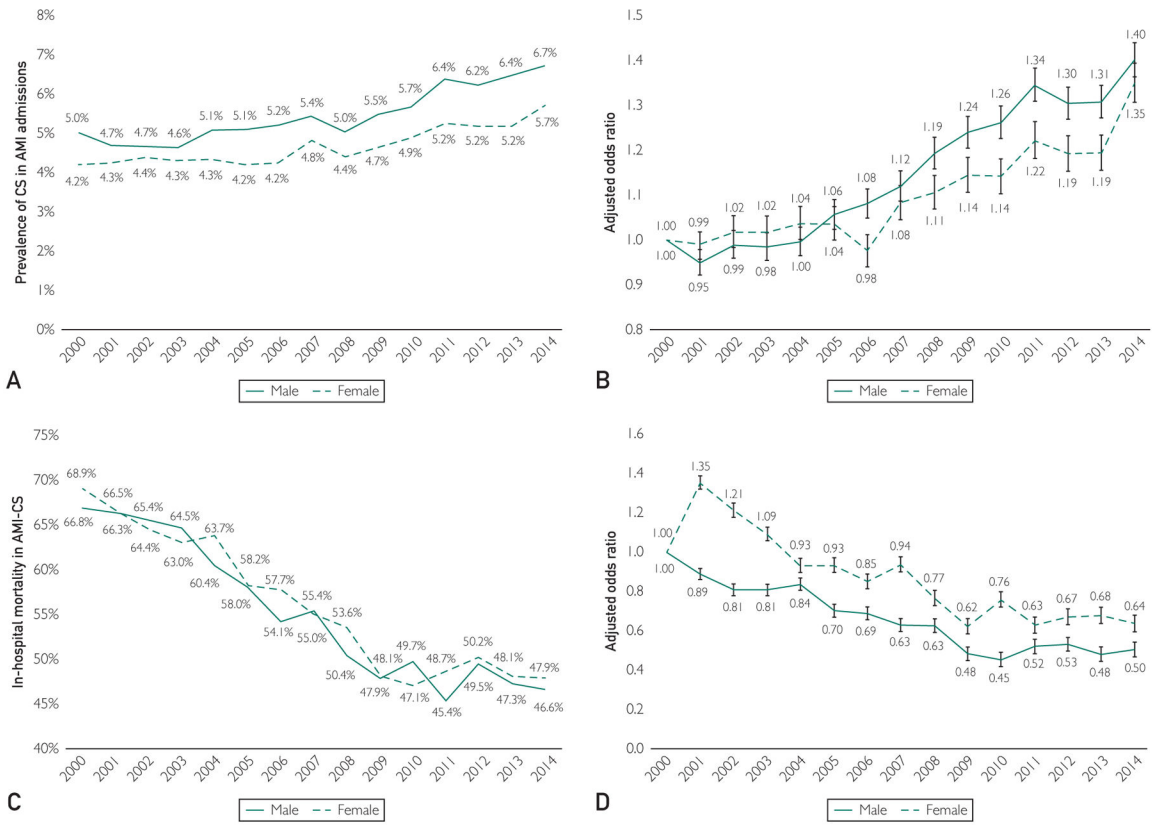 8%
7%
6%
5%
4%
3%
2%
1%
0%
Prevalence of CS in AMI admissions
5.0% 4.7% 4.7% 4.6% 5.1% 5.1% 5.2% 5.4% 5.0% 5.5% 5.7% 6.4% 6.2% 6.4% 6.7%
4.2% 4.3% 4.4% 4.3% 4.3% 4.2% 4.2% 4.8% 4.4% 4.7% 4.9% 5.2% 5.2% 5.2% 5.7%
2000 2001 2002 2003 2004 2005 2006 2007 2008 2009 2010 2011 2012 2013 2014
A
Male Female
1.5
1.4
1.3
1.2
1.1
1.0
0.9
0.8
Adjusted odds ratio
1.00 0.99 1.02 1.02 1.04 1.06 1.08 1.12 1.19 1.24 1.26 1.34 1.30 1.31 1.40
1.00 0.95 0.99 0.98 1.00 1.04 0.98 1.08 1.11 1.14 1.14 1.22 1.19 1.19 1.35
2000 2001 2002 2003 2004 2005 2006 2007 2008 2009 2010 2011 2012 2013 2014
B
Male Female
75%
70%
65%
60%
55%
50%
45%
40%
In-hospital mortality in AMI-CS
68.9% 66.5% 65.4% 64.5% 63.7% 58.2% 57.7% 55.4% 53.6% 48.1% 49.7% 48.7% 50.2% 48.1% 47.9%
66.8% 66.3% 64.4% 63.0% 60.4% 58.0% 54.1% 55.0% 50.4% 47.9% 47.1% 45.4% 49.5% 47.3% 46.6%
2000 2001 2002 2003 2004 2005 2006 2007 2008 2009 2010 2011 2012 2013 2014
C
Male Female
1.6
1.4
1.2
1.0
0.8
0.6
0.4
0.2
0.0
Adjusted odds ratio
1.00 1.35 1.21 1.09 0.93 0.93 0.85 0.94 0.77 0.62 0.76 0.63 0.67 0.68 0.64
1.00 0.89 0.81 0.81 0.84 0.70 0.69 0.63 0.63 0.48 0.45 0.52 0.53 0.48 0.50
2000 2001 2002 2003 2004 2005 2006 2007 2008 2009 2010 2011 2012 2013 2014
D
Male Female